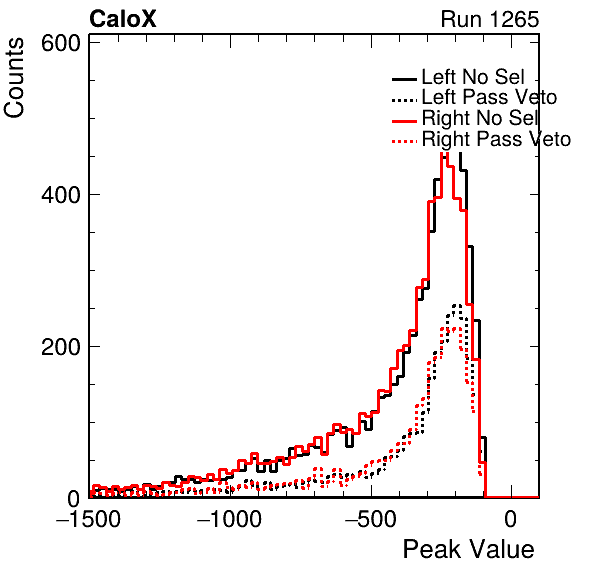 CaloX Run 1265
Counts
600
400
200
0
Left No Sel
Left Pass Veto
Right No Sel
Right Pass Veto
−1500 −1000 −500 0
Peak Value